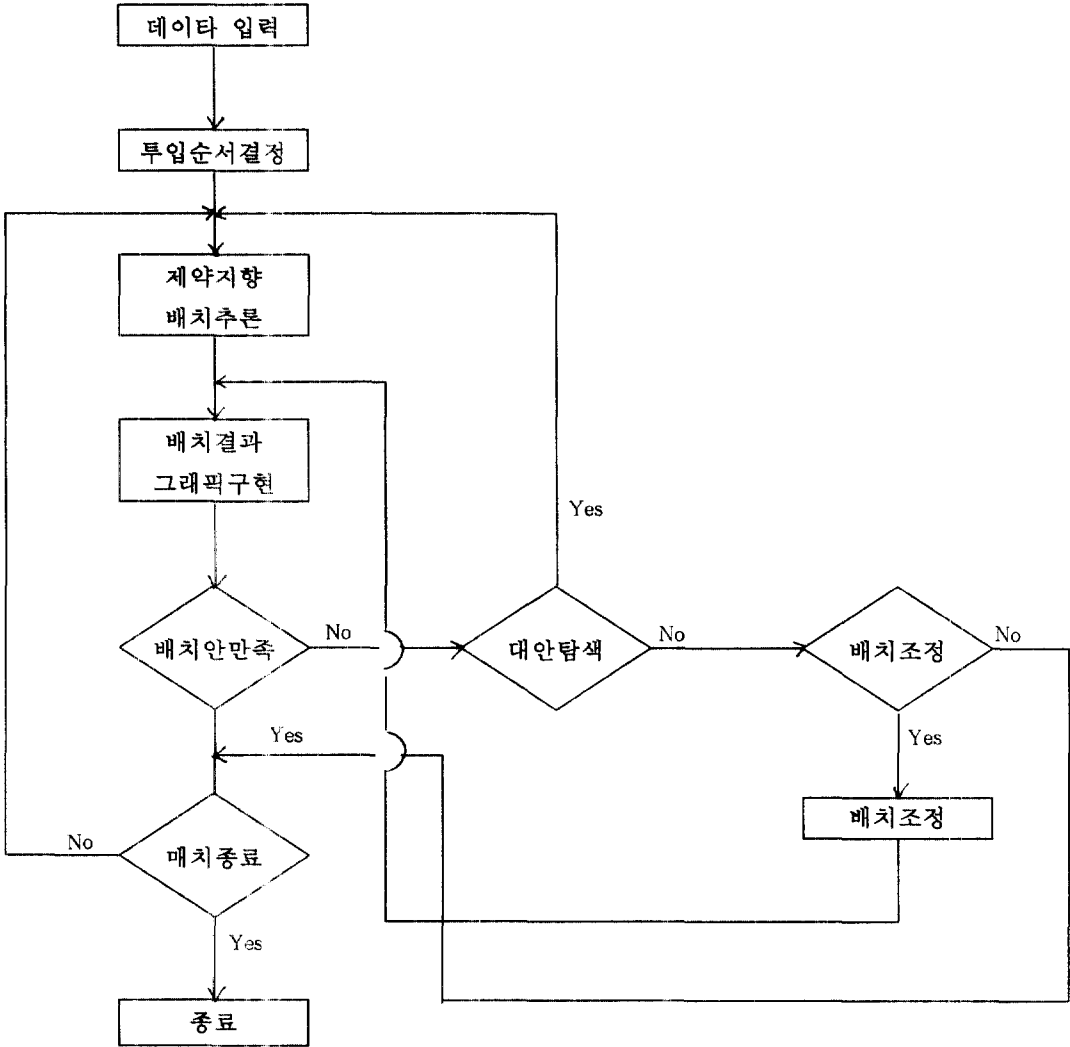 데이타 입력
투입순서결정
제약지향
배치추론
배치결과
그래픽구현
Yes
배치안만족
No
대안탐색
No
배치조정
No
Yes
Yes
배치조정
No
매치종료
Yes
종료